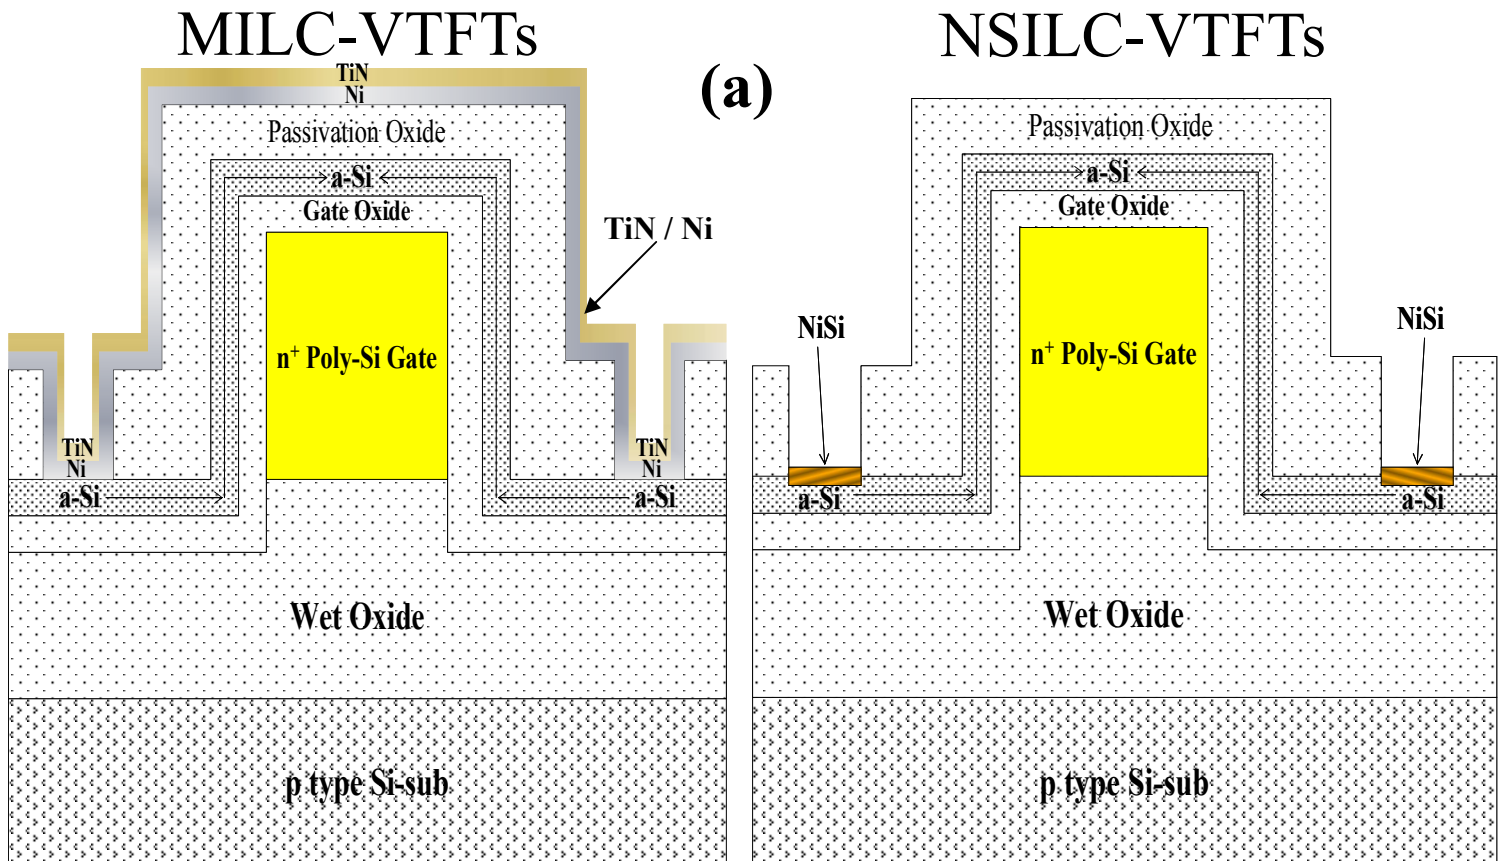 MILC-VTFTs
TiN
Ni
Passivation Oxide
a-Si
Gate Oxide
TiN / Ni
n+ Poly-Si Gate
TiN
Ni
a-Si
TiN
Ni
a-Si
Wet Oxide
p type Si-sub
(a)
NSILC-VTFTs
Passivation Oxide
a-Si
Gate Oxide
NiSi
NiSi
n+ Poly-Si Gate
a-Si
a-Si
Wet Oxide
p type Si-sub